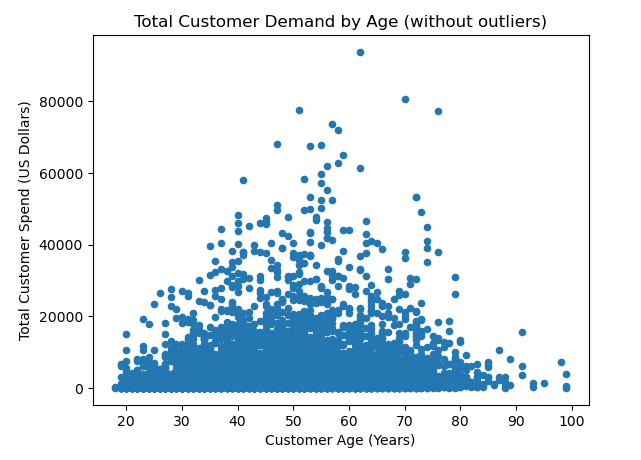 Total Customer Demand by Age (without outliers)
Total Customer Spend (US Dollars)
80000
60000
40000
20000
0
20 30 40 50 60 70 80 90 100
Customer Age (Years)